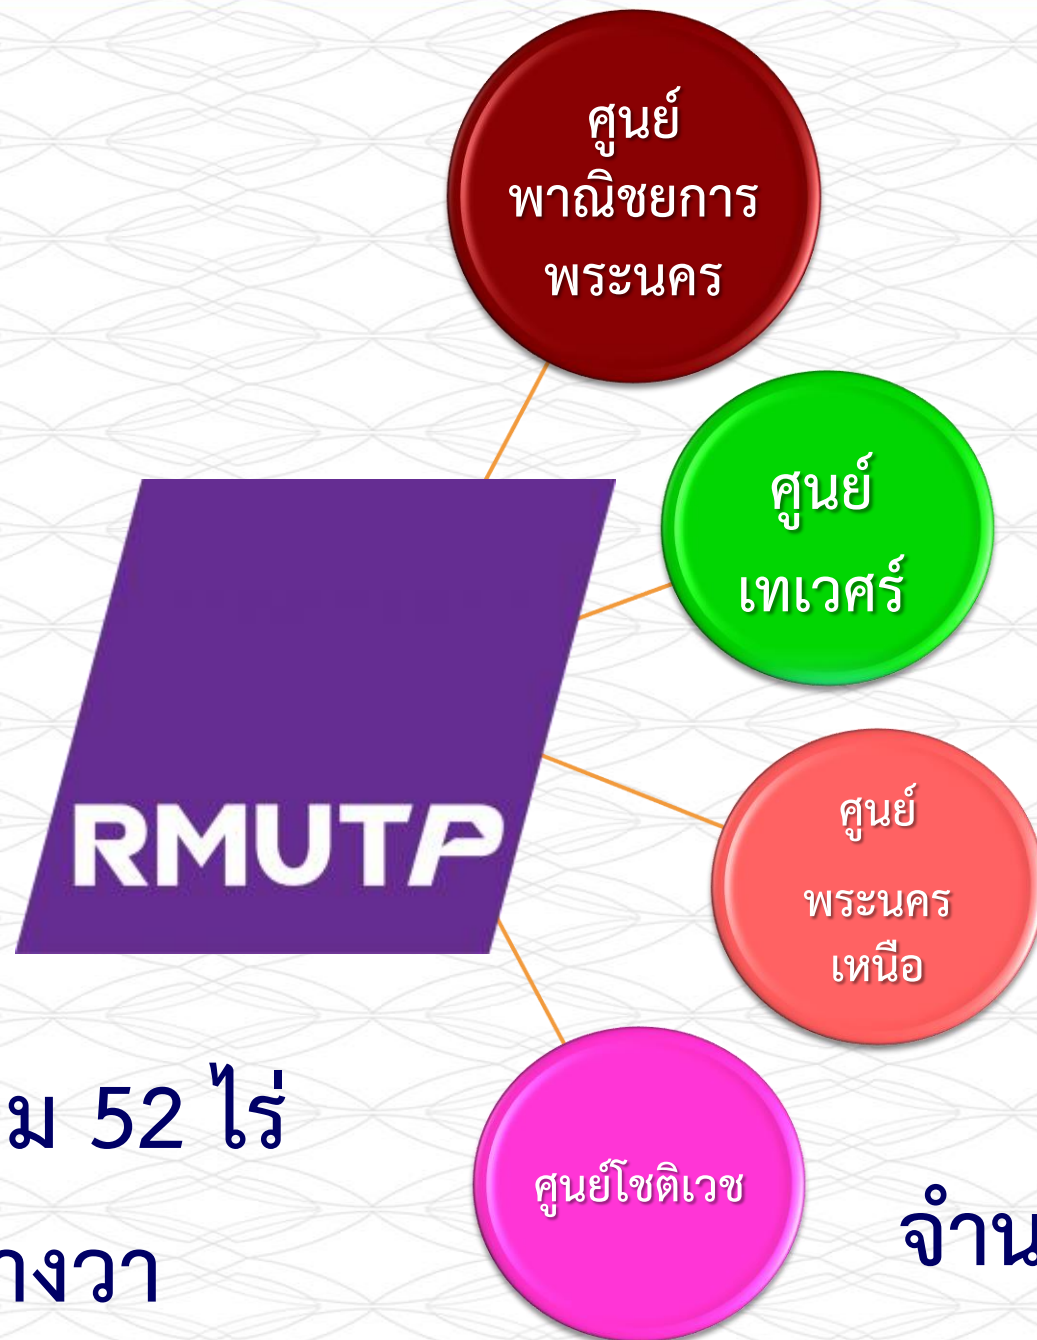 ศูนย์
พาณิชยการ
พระนคร
ศูนย์
เทเวศร์
RMUTP
ศูนย์
พระนคร
เหนือ
ศูนย์โชติเวช
ม 52 ไร่
างวา
จำน